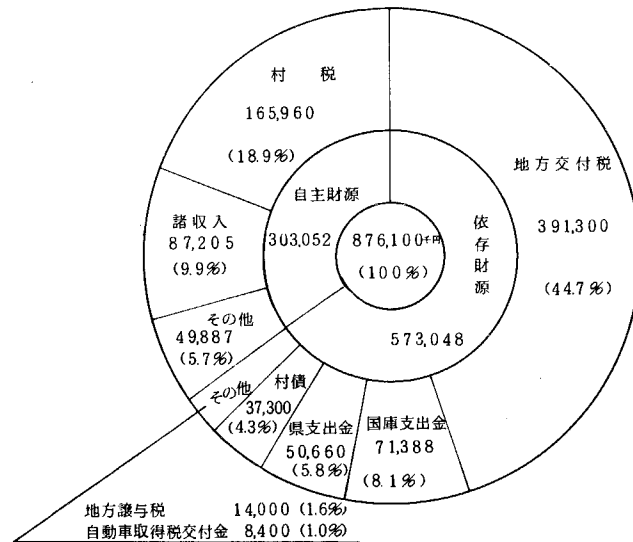 村税
165,960
(18.9%)
地方交付税
391,300
(44.7%)
自主財源
303,052
876,100千円
(100%)
依存財源
573,048
諸収入
87,205
(9.9%)
その他
49,887
(5.7%)
その他
村債
37,300
(4.3%)
県支出金
50,660
(5.8%)
国庫支出金
71,388
(8.1%)
地方譲与税 14,000 (1.6%)
自動車取得税交付金 8,400 (1.0%)